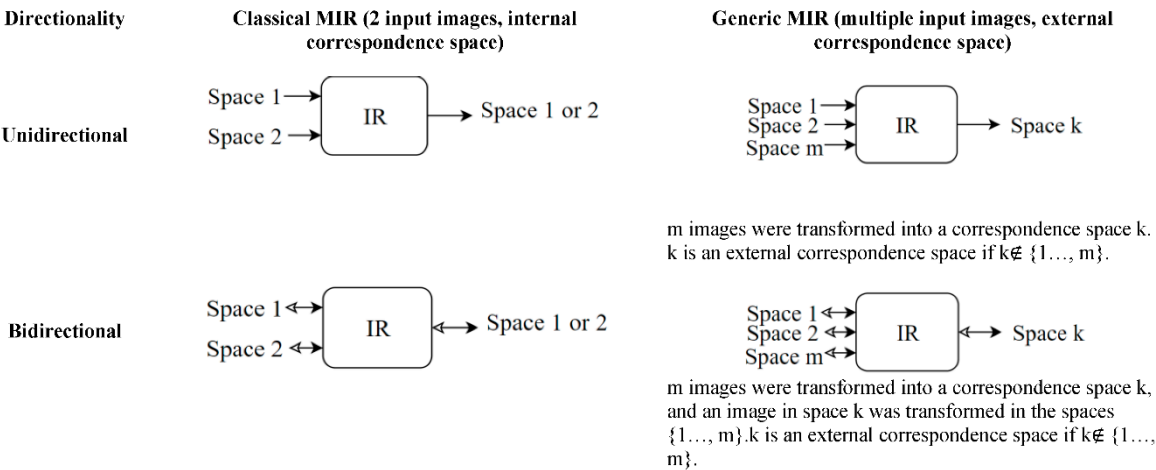 Directionality
Classical MIR (2 input images, internal
correspondence space)
Generic MIR (multiple input images, external
correspondence space)
Unidirectional
Space 1
Space 2
IR
Space 1 or 2
Space 1
Space 2
Space m
IR
Space k
m images were transformed into a correspondence space k.
k is an external correspondence space if k∉ {1…, m}.
Bidirectional
Space 1
Space 2
IR
Space 1 or 2
Space 1
Space 2
Space m
IR
Space k
m images were transformed into a correspondence space k,
and an image in space k was transformed in the spaces
{1…, m}.k is an external correspondence space if k∉ {1…,
m}.